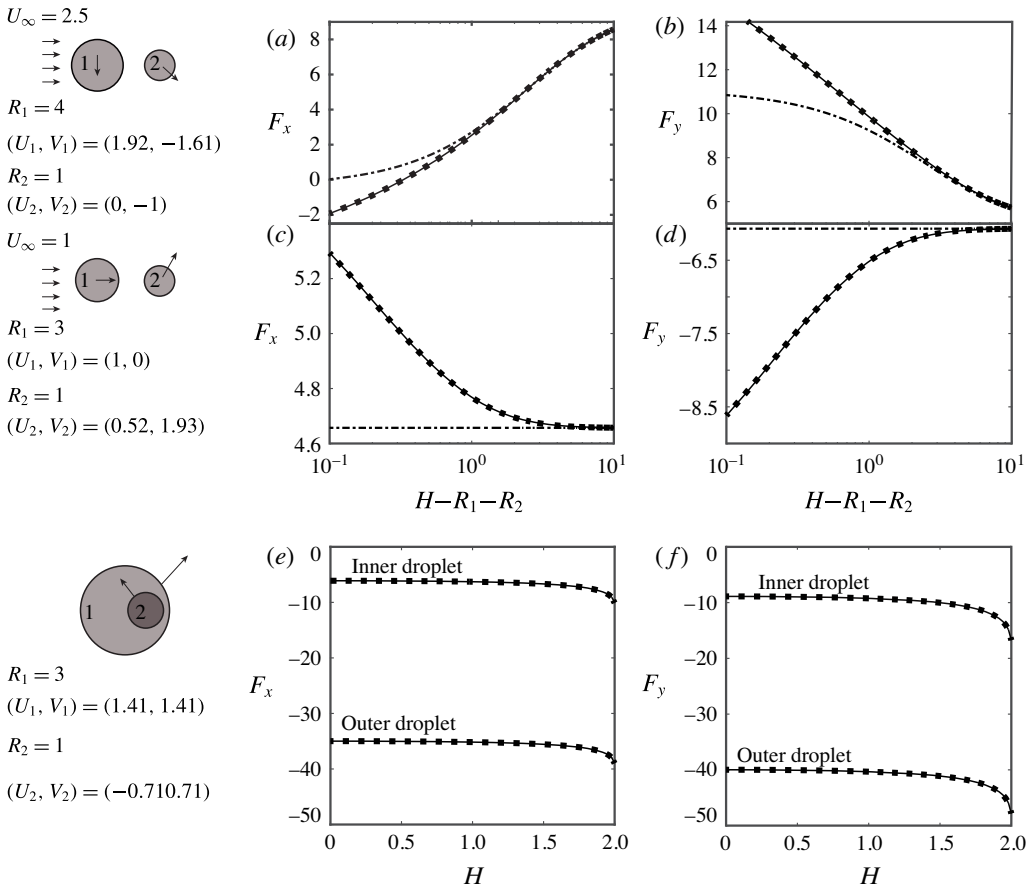 U∞ = 2.5
1
2
R₁ = 4
(U₁, V₁) = (1.92, −1.61)
R₂ = 1
(U₂, V₂) = (0, −1)
(a)
8
6
4
2
0
−2
Fx
(b)
14
12
10
8
6
Fy
U∞ = 1
1
2
R₁ = 3
(U₁, V₁) = (1, 0)
R₂ = 1
(U₂, V₂) = (0.52, 1.93)
(c)
5.2
5.0
4.8
4.6
Fx
10⁻¹
10⁰
10¹
H−R₁−R₂
(d)
−6.5
−7.5
−8.5
Fy
10⁻¹
10⁰
10¹
H−R₁−R₂
1
2
R₁ = 3
(U₁, V₁) = (1.41, 1.41)
R₂ = 1
(U₂, V₂) = (−0.710.71)
(e)
0
−10
−20
−30
−40
−50
Fx
Inner droplet
Outer droplet
0
0.5
1.0
1.5
2.0
H
(f)
0
−10
−20
−30
−40
−50
Fy
Inner droplet
Outer droplet
0
0.5
1.0
1.5
2.0
H